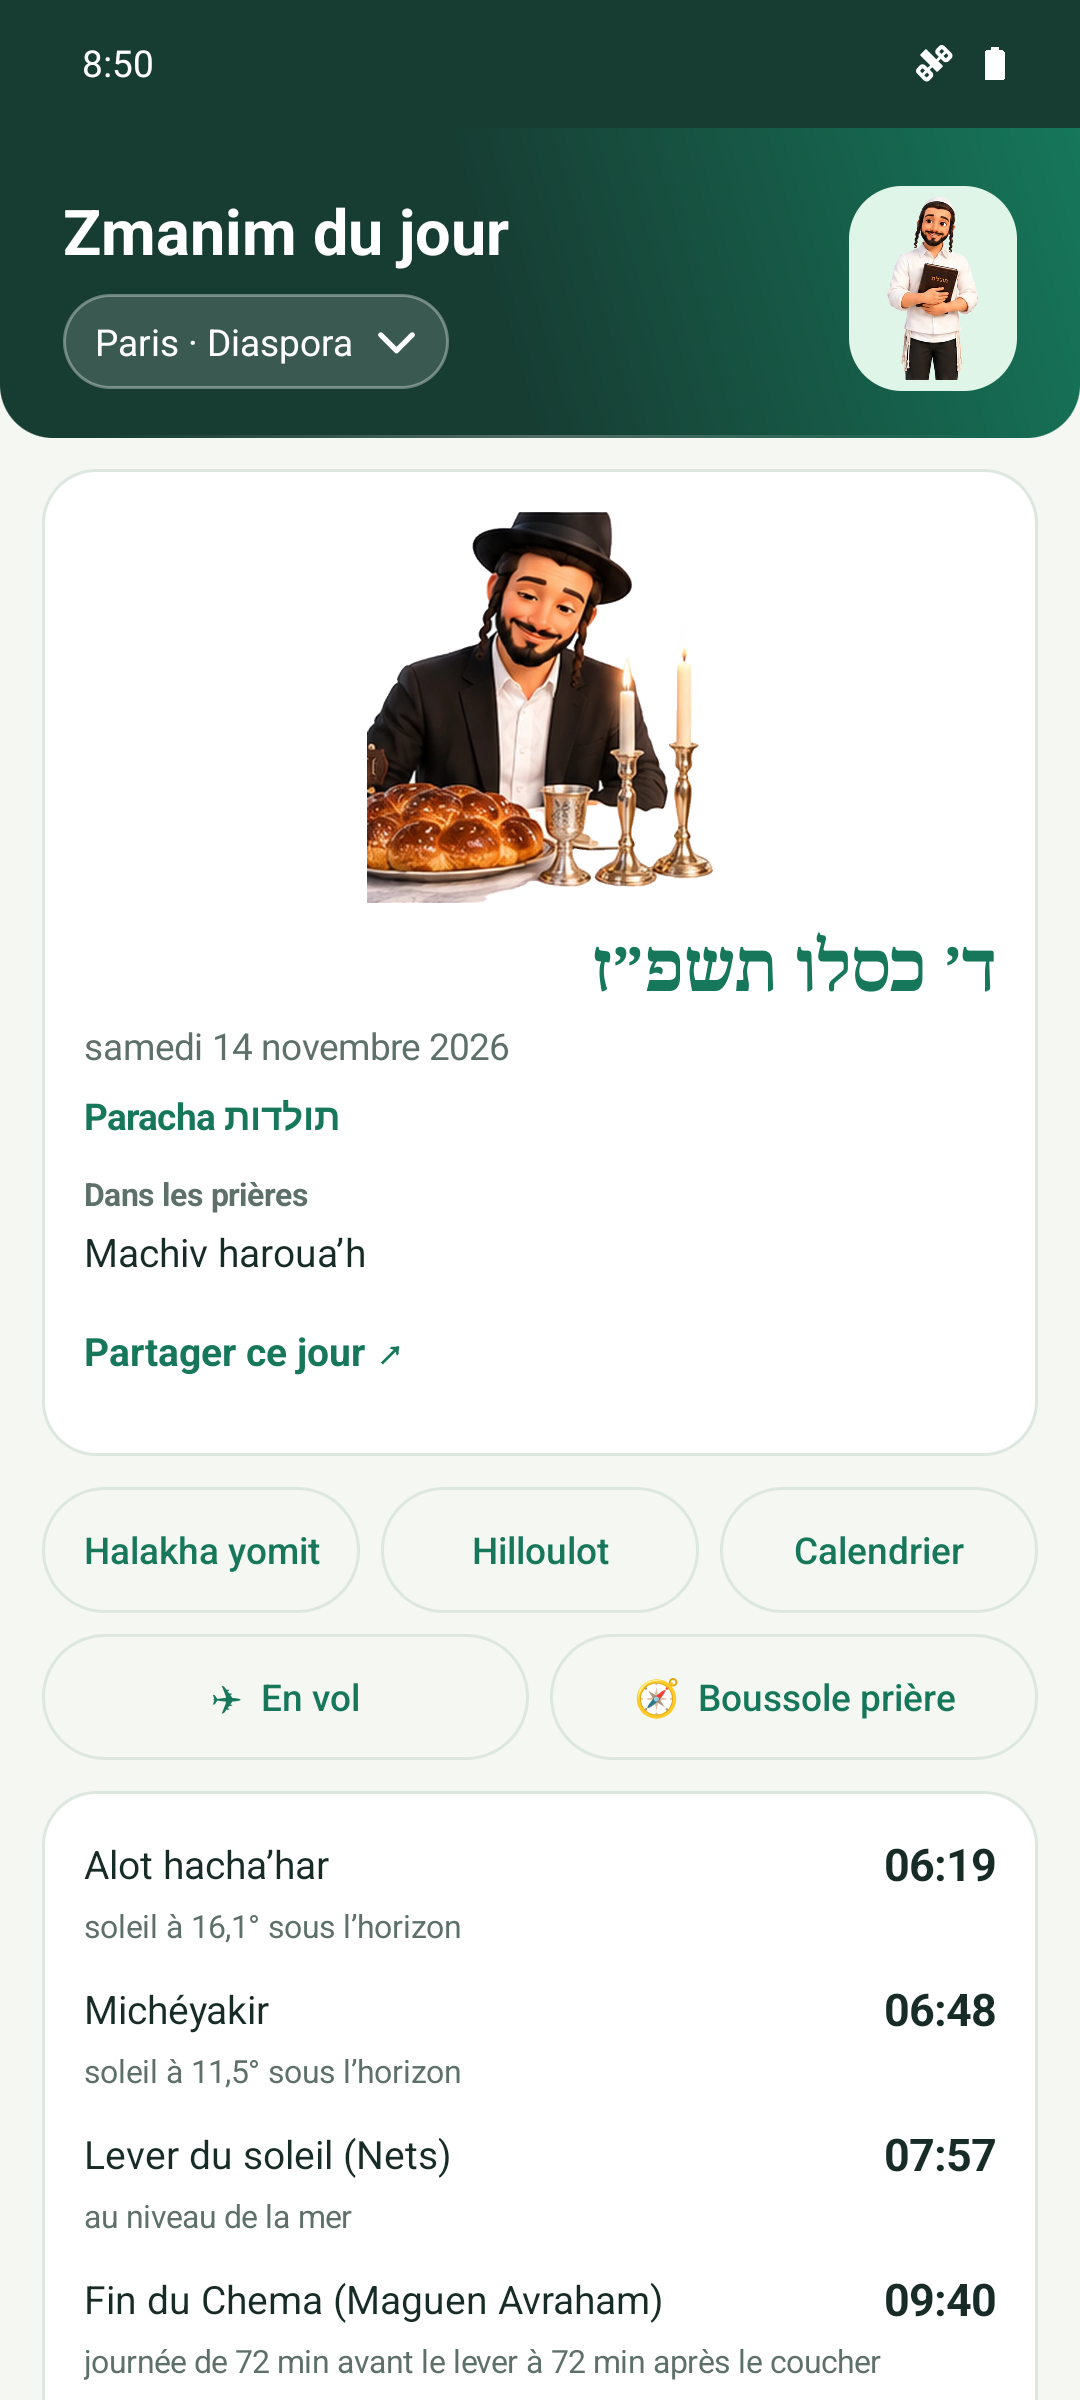 8:50
Zmanim du jour
Paris · Diaspora
ד׳ כסלו תשפ״ז
samedi 14 novembre 2026
Paracha תולדות
Dans les prières
Machiv haroua’h
Partager ce jour ↗
Halakha yomit
Hilloulot
Calendrier
✈ En vol
🧭 Boussole prière
Alot hacha’har
06:19
soleil à 16,1° sous l’horizon
Michéyakir
06:48
soleil à 11,5° sous l’horizon
Lever du soleil (Nets)
07:57
au niveau de la mer
Fin du Chema (Maguen Avraham)
09:40
journée de 72 min avant le lever à 72 min après le coucher